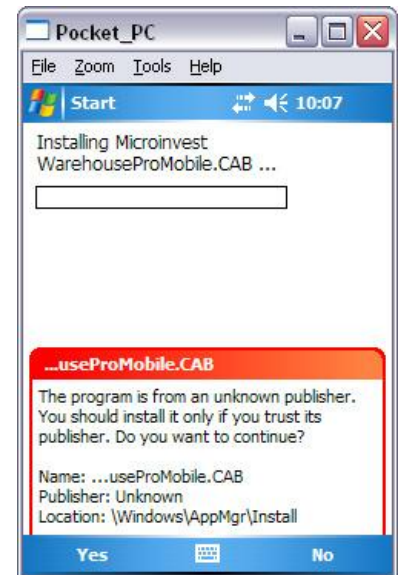 Pocket_PC
File Zoom Tools Help
Start 10:07
Installing Microinvest
WarehouseProMobile.CAB ...
...useProMobile.CAB
The program is from an unknown publisher.
You should install it only if you trust its
publisher. Do you want to continue?
Name: ...useProMobile.CAB
Publisher: Unknown
Location: \Windows\AppMgr\Install
Yes No